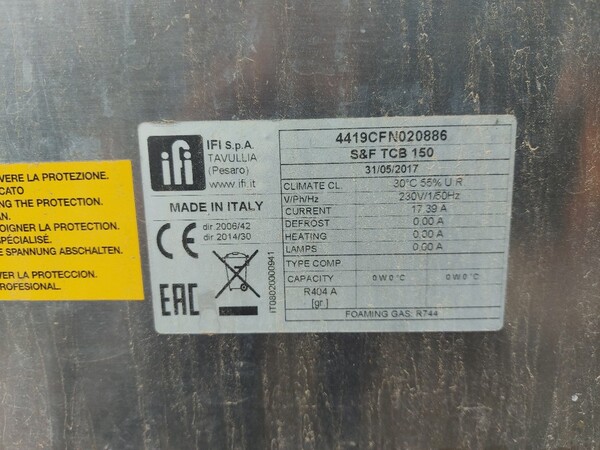 VERE LA PROTEZIONE.
CATO
NG THE PROTECTION.
AN.
OIGNER LA PROTECTION.
SPÉCIALISÉ.
E SPANNUNG ABSCHALTEN.
VER LA PROTECCION.
PROFESIONAL.
ifi
IFI S.p.A.
TAVULLIA
(Pesaro)
www.ifi.it
MADE IN ITALY
CE
dir 2006/42
dir 2014/30
EAC
IT08020000941
4419CFN020886
S&F TCB 150
31/05/2017
CLIMATE CL. 30°C 55% U R
V/Ph/Hz 230V/1/50Hz
CURRENT 17.39 A
DEFROST 0.00 A
HEATING 0.30 A
LAMPS 0.00 A
TYPE COMP
CAPACITY 0 W 0 °C 0 W 0 °C
R404 A
[gr]
FOAMING GAS: R744